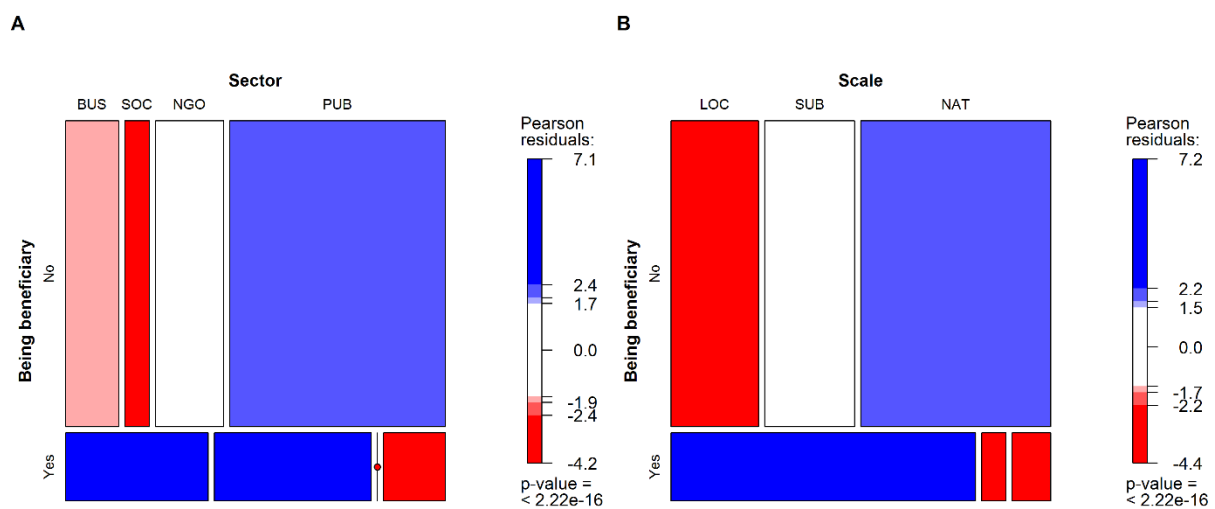 A
Sector
BUS SOC NGO PUB
Being beneficiary
No
Yes
Pearson
residuals:
7.1
2.4
1.7
0.0
-1.9
-2.4
-4.2
p-value =
< 2.22e-16
B
Scale
LOC SUB NAT
Being beneficiary
No
Yes
Pearson
residuals:
7.2
2.2
1.5
0.0
-1.7
-2.2
-4.4
p-value =
< 2.22e-16